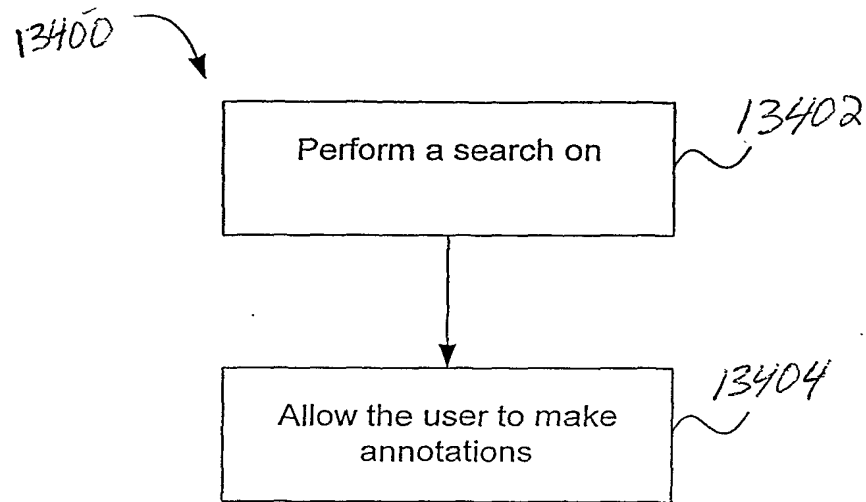 13400
13402
Perform a search on
13404
Allow the user to make
annotations